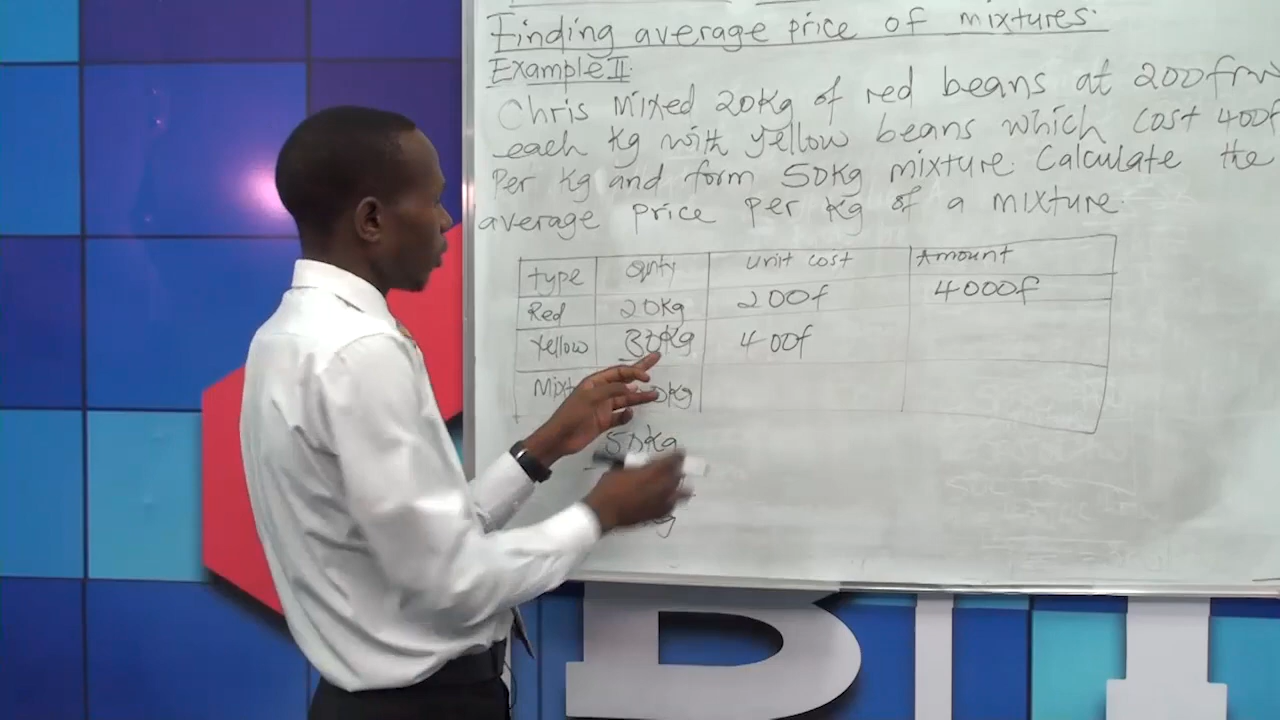 Finding average price of mixtures.
Example II:
Chris Mixed 20Kg of red beans at 200frw
each Kg with yellow beans which cost 400f
Per Kg and form 50Kg mixture. Calculate the
average price per Kg of a mixture.
type Qnty Unit cost Amount
Red 20Kg 200f 4000f
Yellow 30Kg 400f
50Kg